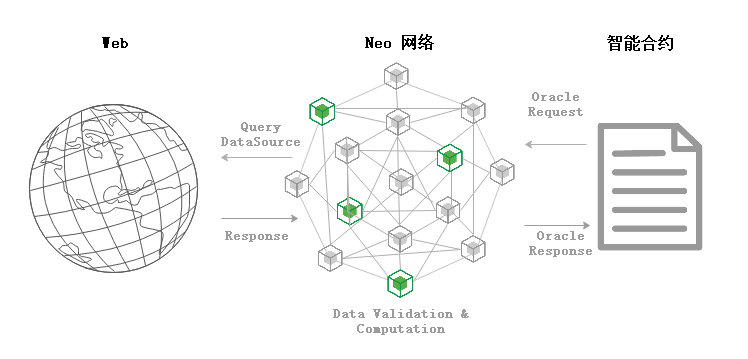 Web
Neo 网络
智能合约
Query
DataSource
Response
Oracle
Request
Oracle
Response
Data Validation &
Computation